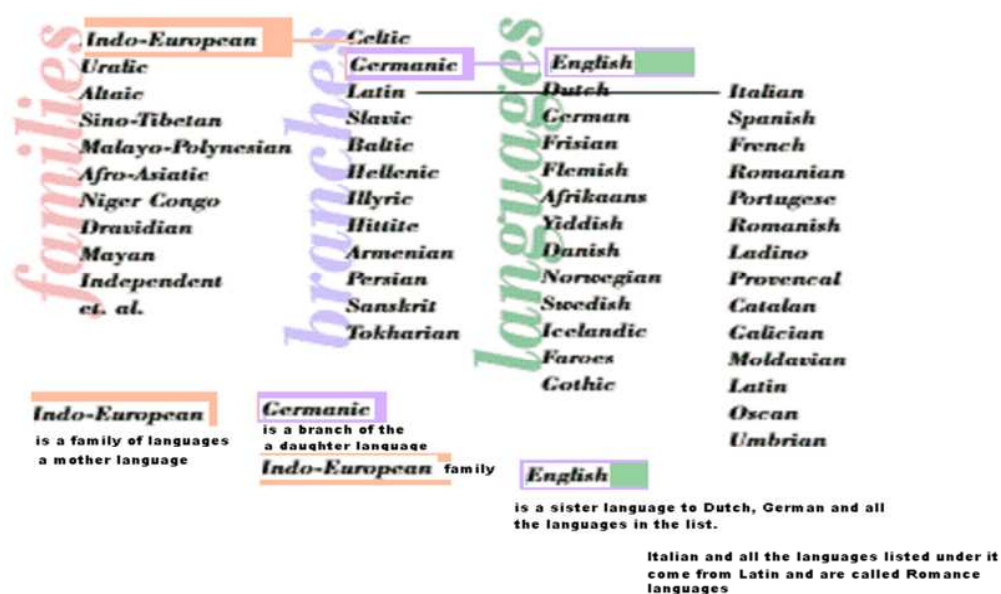 families
Indo-European
Uralic
Altaic
Sino-Tibetan
Malayo-Polynesian
Afro-Asiatic
Niger Congo
Dravidian
Mayan
Independent
et. al.
branches
Celtic
Germanic
Latin
Slavic
Baltic
Hellenic
Illyric
Hittite
Armenian
Persian
Sanskrit
Tokharian
languages
English
Dutch
German
Frisian
Flemish
Afrikaans
Yiddish
Danish
Norwegian
Swedish
Icelandic
Faroes
Gothic
Italian
Spanish
French
Romanian
Portugese
Romanish
Ladino
Provencal
Catalan
Galician
Moldavian
Latin
Oscan
Umbrian
Indo-European
is a family of languages
a mother language
Germanic
is a branch of the
a daughter language
Indo-European family
English
is a sister language to Dutch, German and all
the languages in the list.
Italian and all the languages listed under it
come from Latin and are called Romance
languages